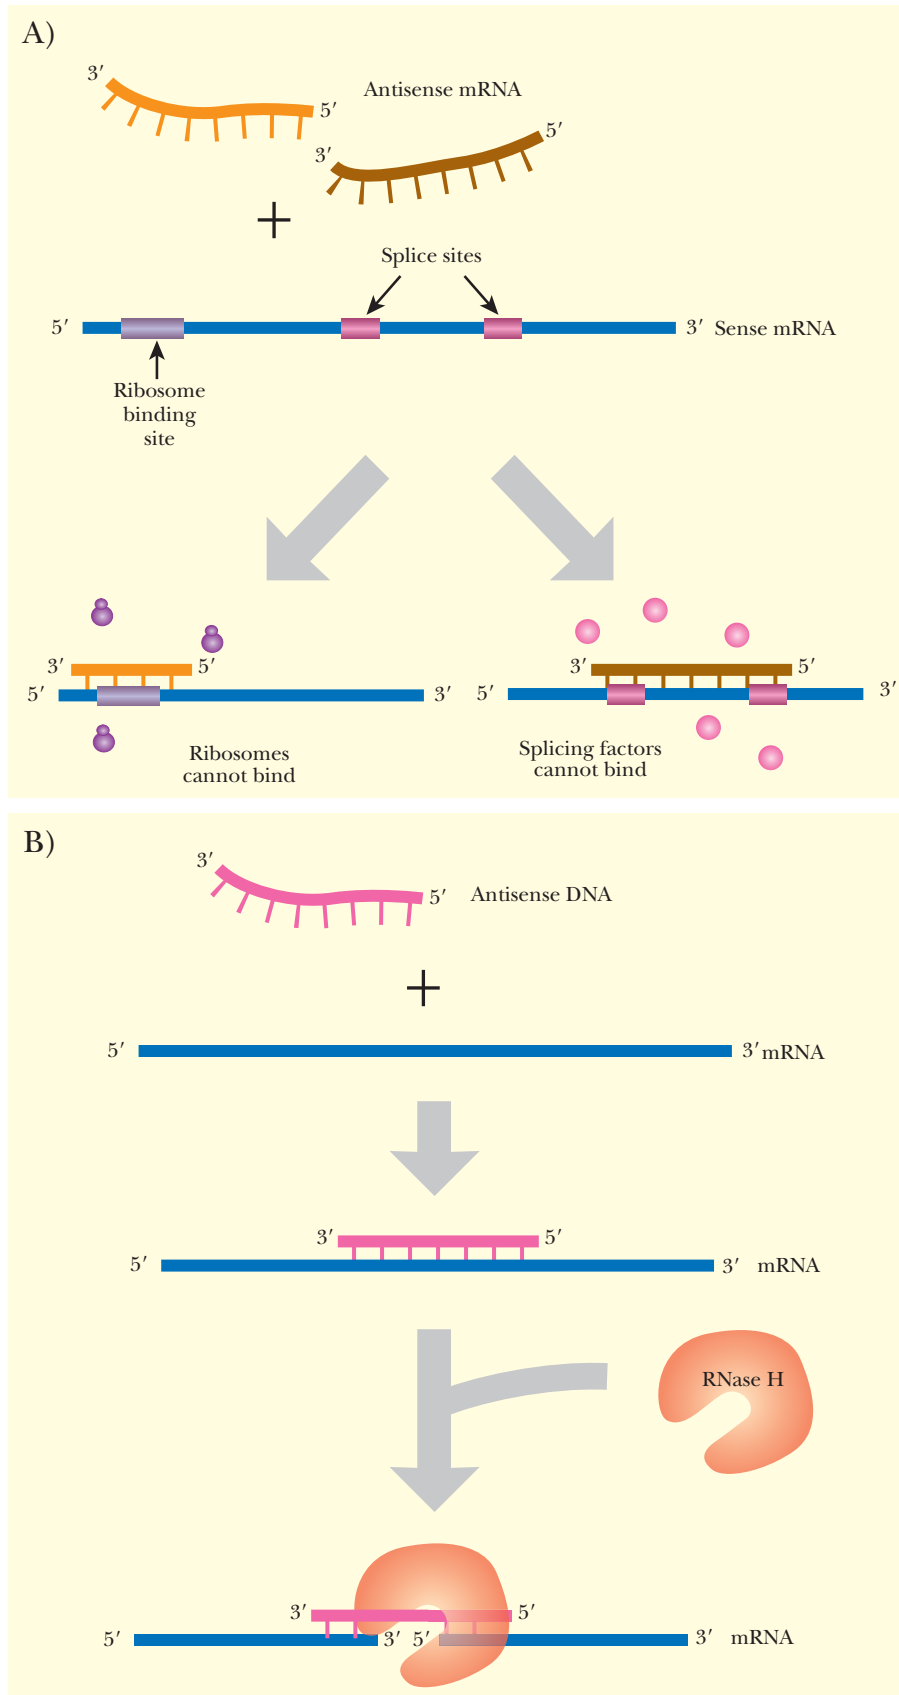 A)
3′
Antisense mRNA
5′
3′
5′
Splice sites
5′
3′ Sense mRNA
Ribosome
binding
site
3′
5′
5′
3′
3′
5′
5′
3′
Ribosomes
cannot bind
Splicing factors
cannot bind
B)
3′
5′
Antisense DNA
5′
3′ mRNA
3′
5′
5′
3′ mRNA
RNase H
3′
5′
5′
3′
5′
3′ mRNA